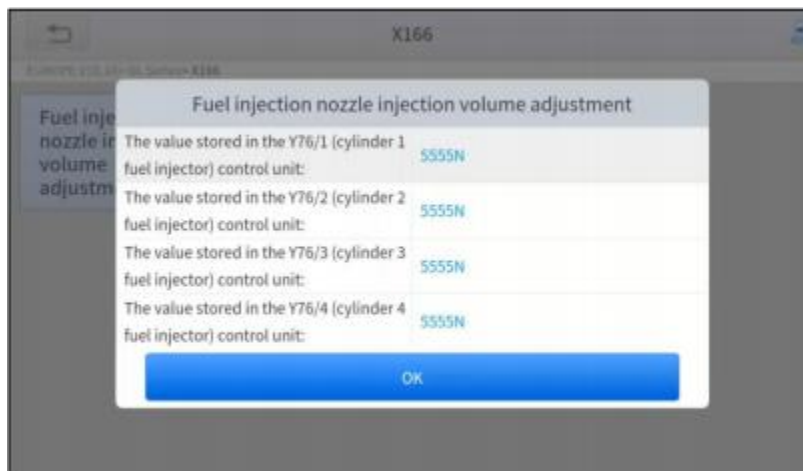 X166
Fuel inje
nozzle in
volume
adjustm
Fuel injection nozzle injection volume adjustment
The value stored in the Y76/1 (cylinder 1
fuel injector) control unit:
5555N
The value stored in the Y76/2 (cylinder 2
fuel injector) control unit:
5555N
The value stored in the Y76/3 (cylinder 3
fuel injector) control unit:
5555N
The value stored in the Y76/4 (cylinder 4
fuel injector) control unit:
5555N
OK